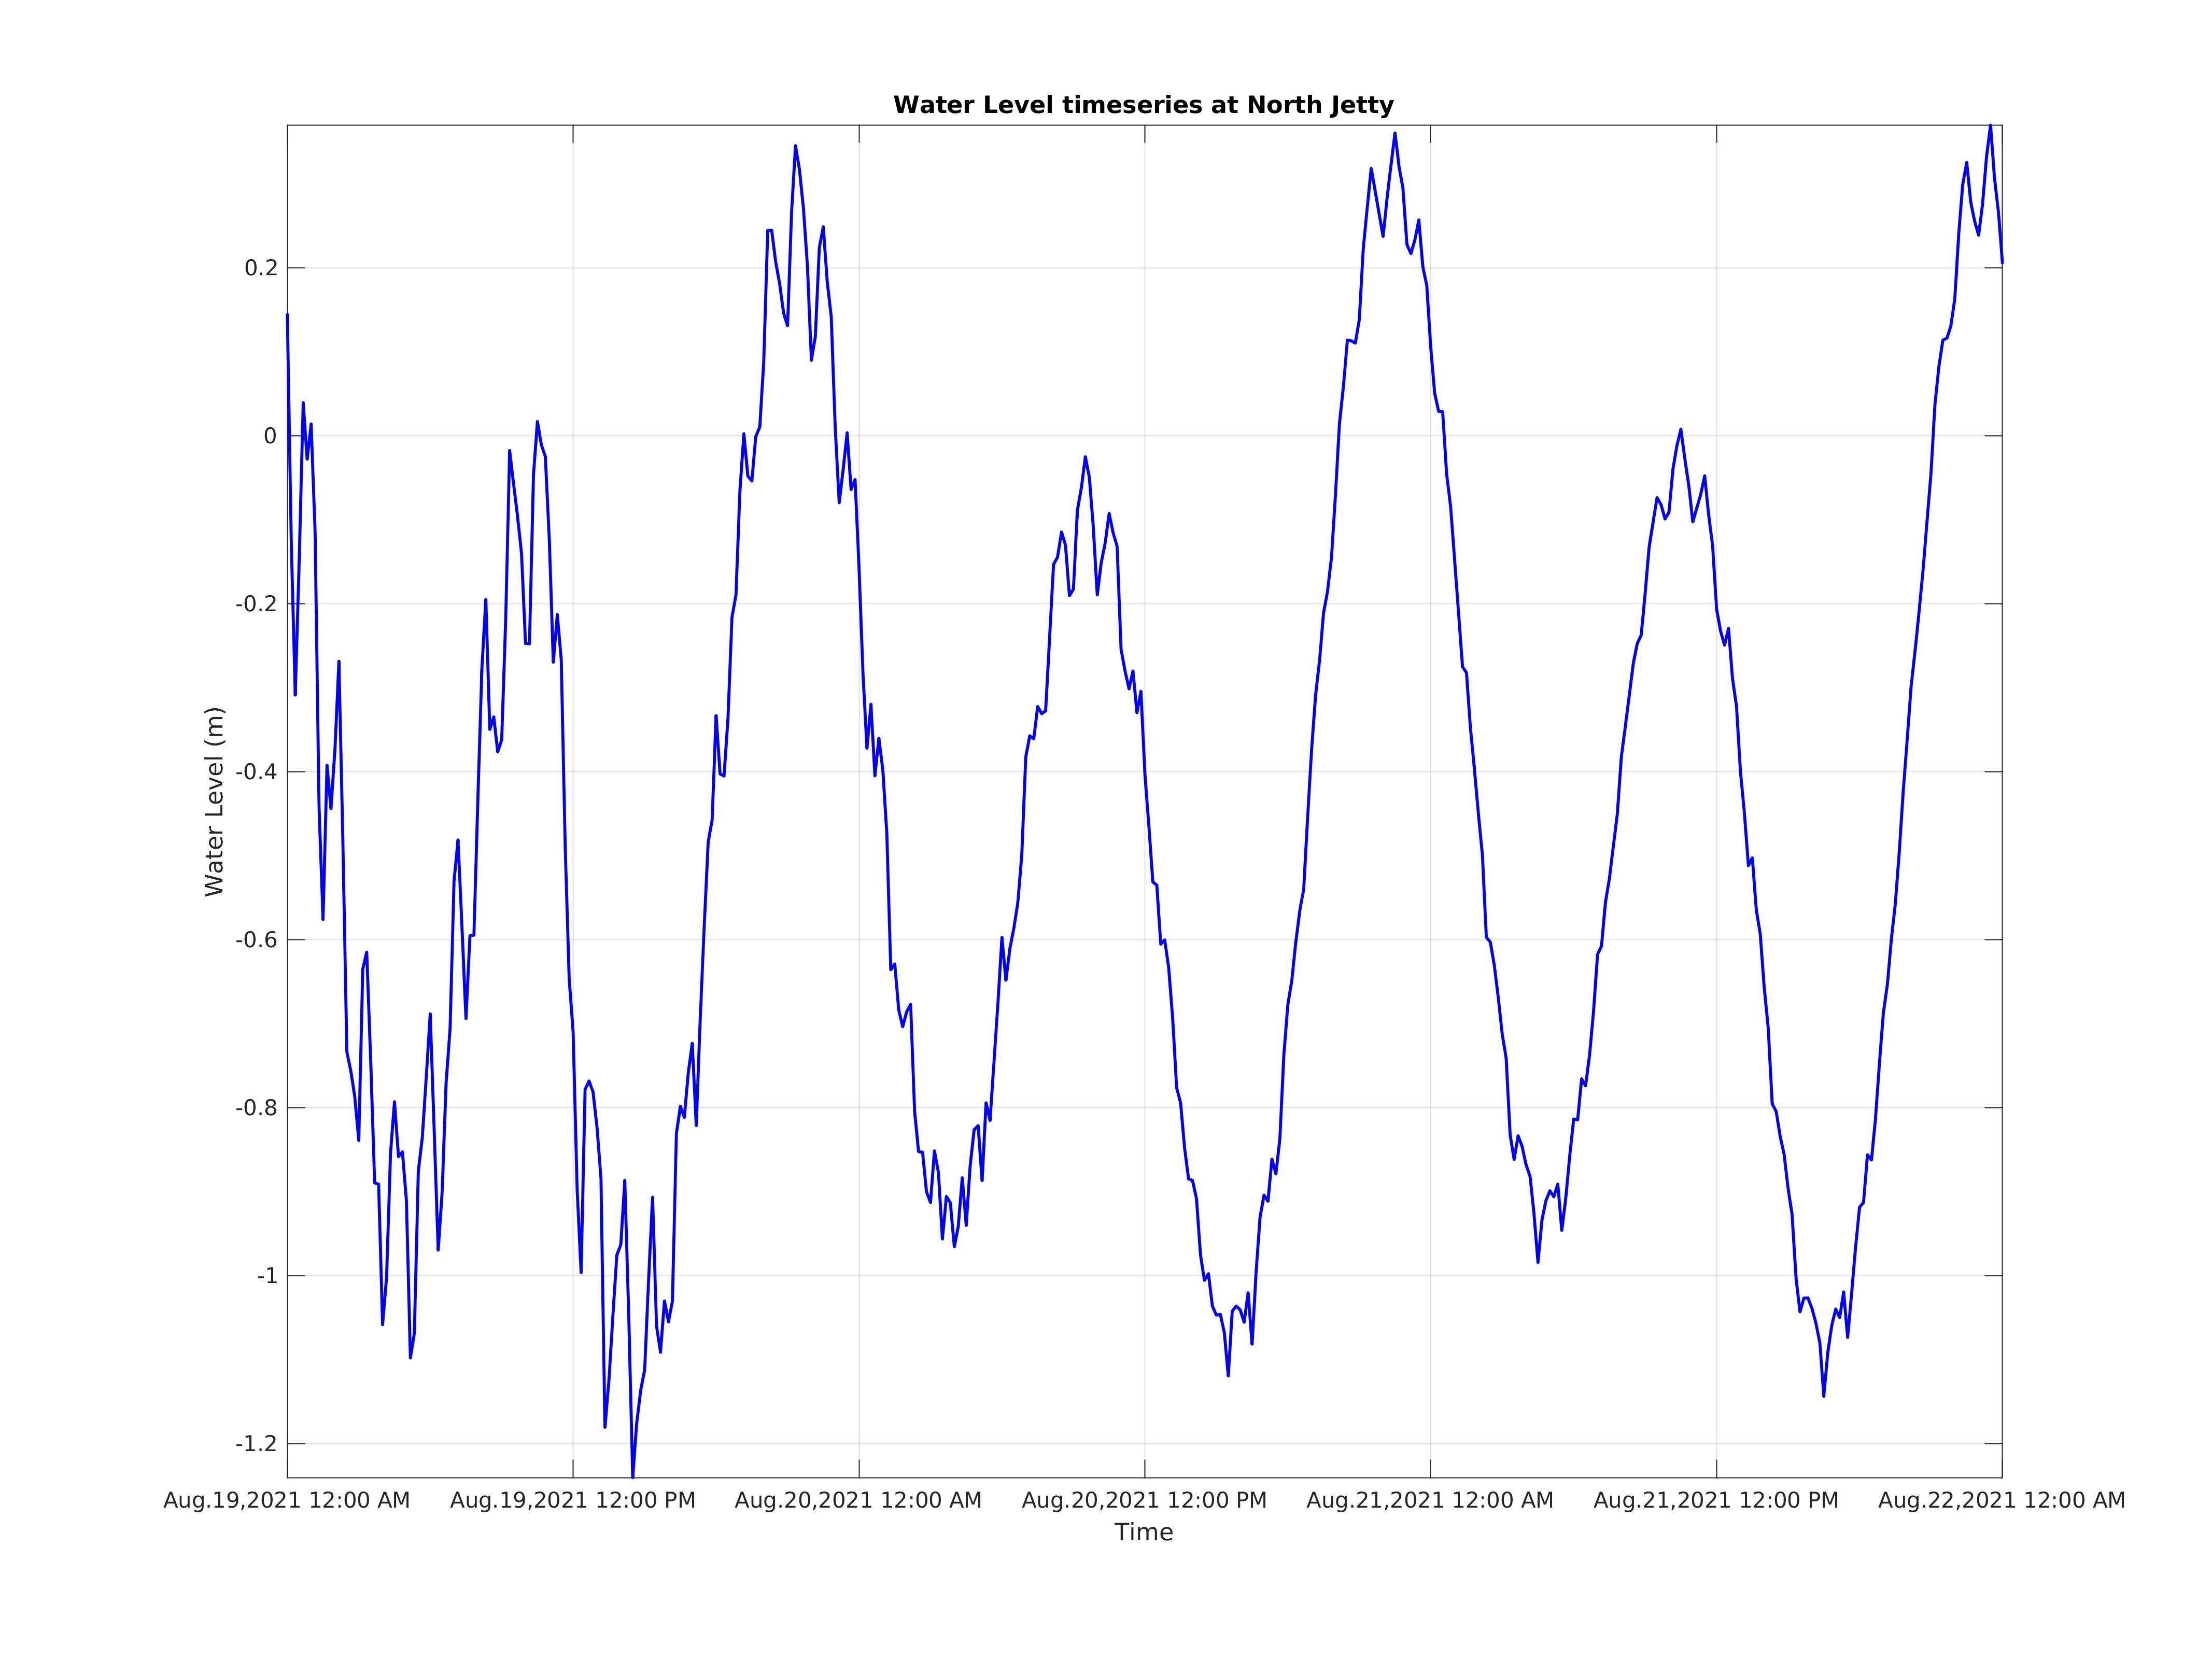 Water Level timeseries at North Jetty
0.2
0
-0.2
-0.4
-0.6
-0.8
-1
-1.2
Water Level (m)
Aug.19,2021 12:00 AM
Aug.19,2021 12:00 PM
Aug.20,2021 12:00 AM
Aug.20,2021 12:00 PM
Aug.21,2021 12:00 AM
Aug.21,2021 12:00 PM
Aug.22,2021 12:00 AM
Time